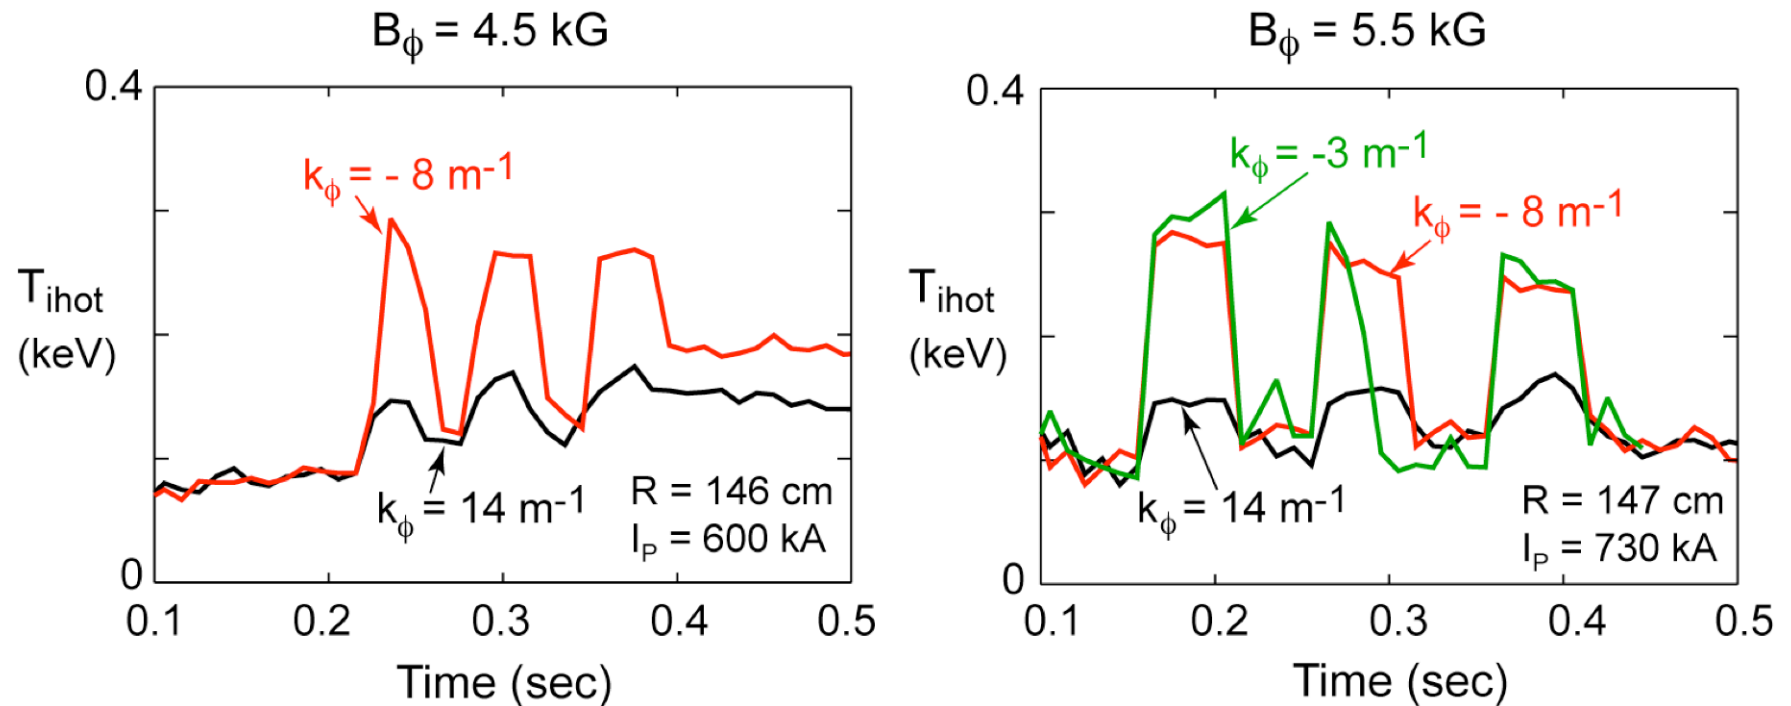 Bϕ = 4.5 kG
0.4
kϕ = - 8 m-1
Tihot
(keV)
kϕ = 14 m-1
R = 146 cm
IP = 600 kA
0
0.1
0.2
0.3
0.4
0.5
Time (sec)
Bϕ = 5.5 kG
0.4
kϕ = -3 m-1
kϕ = - 8 m-1
Tihot
(keV)
kϕ = 14 m-1
R = 147 cm
IP = 730 kA
0
0.1
0.2
0.3
0.4
0.5
Time (sec)